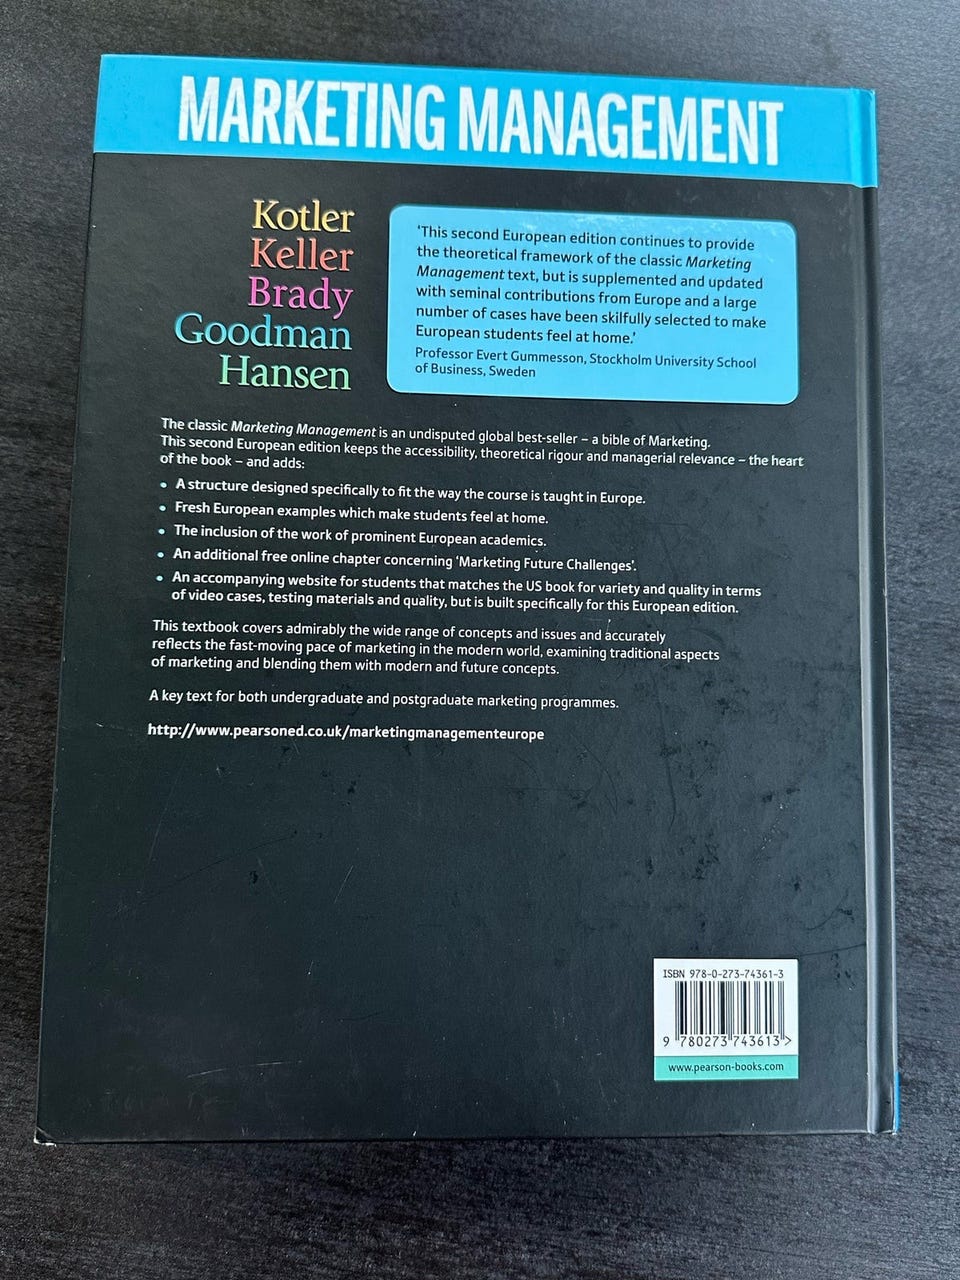 MARKETING MANAGEMENT
Kotler
Keller
Brady
Goodman
Hansen
'This second European edition continues to provide
the theoretical framework of the classic Marketing
Management text, but is supplemented and updated
with seminal contributions from Europe and a large
number of cases have been skilfully selected to make
European students feel at home.'
Professor Evert Gummesson, Stockholm University School
of Business, Sweden
The classic Marketing Management is an undisputed global best-seller – a bible of Marketing.
This second European edition keeps the accessibility, theoretical rigour and managerial relevance – the heart
of the book – and adds:
• A structure designed specifically to fit the way the course is taught in Europe.
• Fresh European examples which make students feel at home.
• The inclusion of the work of prominent European academics.
• An additional free online chapter concerning 'Marketing Future Challenges'.
• An accompanying website for students that matches the US book for variety and quality in terms
of video cases, testing materials and quality, but is built specifically for this European edition.
This textbook covers admirably the wide range of concepts and issues and accurately
reflects the fast-moving pace of marketing in the modern world, examining traditional aspects
of marketing and blending them with modern and future concepts.
A key text for both undergraduate and postgraduate marketing programmes.
http://www.pearsoned.co.uk/marketingmanagementeurope
ISBN 978-0-273-74361-3
9 780273 743613 >
www.pearson-books.com